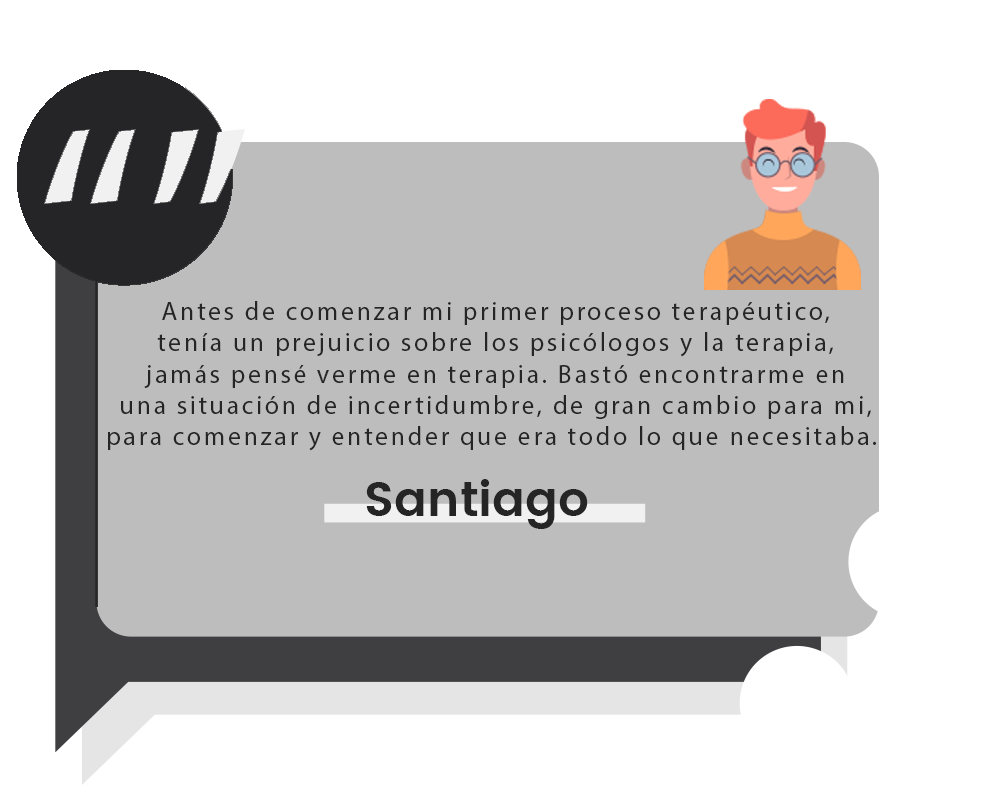 Antes de comenzar mi primer proceso terapéutico,
tenía un prejuicio sobre los psicólogos y la terapia,
jamás pensé verme en terapia. Bastó encontrarme en
una situación de incertidumbre, de gran cambio para mi,
para comenzar y entender que era todo lo que necesitaba.
Santiago